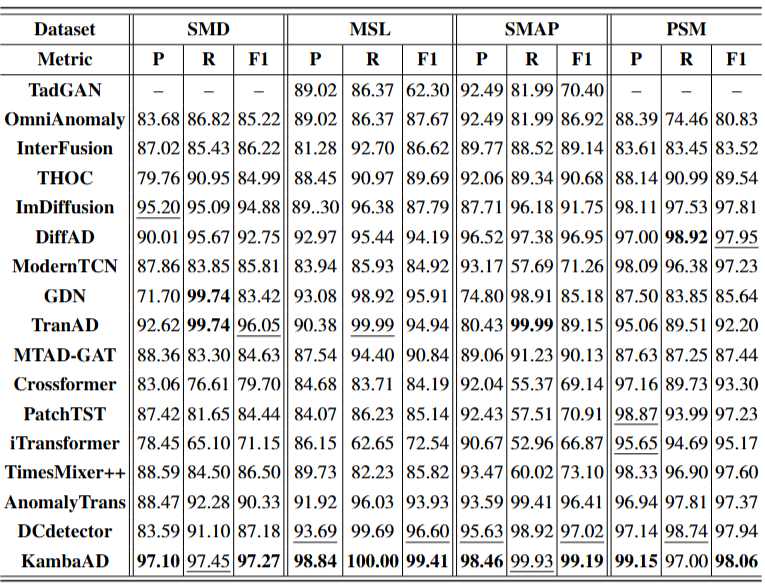 Dataset SMD MSL SMAP PSM
Metric P R F1 P R F1 P R F1 P R F1
TadGAN – – – 89.02 86.37 62.30 92.49 81.99 70.40 – – –
OmniAnomaly 83.68 86.82 85.22 89.02 86.37 87.67 92.49 81.99 86.92 88.39 74.46 80.83
InterFusion 87.02 85.43 86.22 81.28 92.70 86.62 89.77 88.52 89.14 83.61 83.45 83.52
THOC 79.76 90.95 84.99 88.45 90.97 89.69 92.06 89.34 90.68 88.14 90.99 89.54
ImDiffusion 95.20 95.09 94.88 89..30 96.38 87.79 87.71 96.18 91.75 98.11 97.53 97.81
DiffAD 90.01 95.67 92.75 92.97 95.44 94.19 96.52 97.38 96.95 97.00 98.92 97.95
ModernTCN 87.86 83.85 85.81 83.94 85.93 84.92 93.17 57.69 71.26 98.09 96.38 97.23
GDN 71.70 99.74 83.42 93.08 98.92 95.91 74.80 98.91 85.18 87.50 83.85 85.64
TranAD 92.62 99.74 96.05 90.38 99.99 94.94 80.43 99.99 89.15 95.06 89.51 92.20
MTAD-GAT 88.36 83.30 84.63 87.54 94.40 90.84 89.06 91.23 90.13 87.63 87.25 87.44
Crossformer 83.06 76.61 79.70 84.68 83.71 84.19 92.04 55.37 69.14 97.16 89.73 93.30
PatchTST 87.42 81.65 84.44 84.07 86.23 85.14 92.43 57.51 70.91 98.87 93.99 97.23
iTransformer 78.45 65.10 71.15 86.15 62.65 72.54 90.67 52.96 66.87 95.65 94.69 95.17
TimesMixer++ 88.59 84.50 86.50 89.73 82.23 85.82 93.47 60.02 73.10 98.33 96.90 97.60
AnomalyTrans 88.47 92.28 90.33 91.92 96.03 93.93 93.59 99.41 96.41 96.94 97.81 97.37
DCdetector 83.59 91.10 87.18 93.69 99.69 96.60 95.63 98.92 97.02 97.14 98.74 97.94
KambaAD 97.10 97.45 97.27 98.84 100.00 99.41 98.46 99.93 99.19 99.15 97.00 98.06